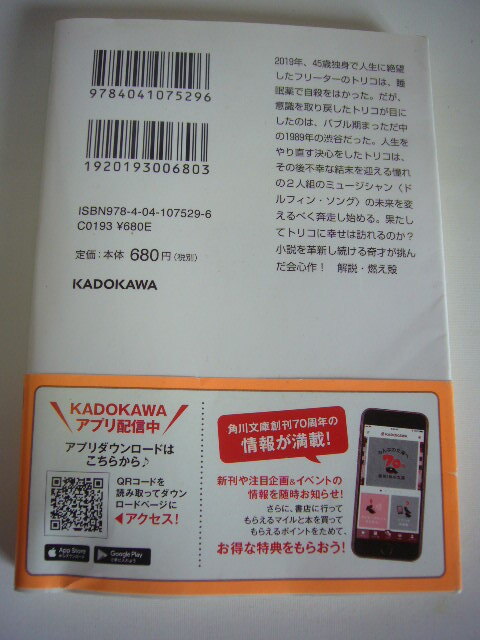 9784041075296
1920193006803
ISBN978-4-04-107529-6
C0193 ¥680E
定価：本体 680円（税別）
KADOKAWA
2019年、45歳独身で人生に絶望
したフリーターのトリコは、睡
眠薬で自殺をはかった。だが、
意識を取り戻したトリコが目に
したのは、バブル期まっただ中
の1989年の渋谷だった。人生を
やり直す決心をしたトリコは、
その後不幸な結末を迎える憧れ
の２人組のミュージシャン〈ド
ルフィン・ソング〉の未来を変
えるべく奔走し始める。果たし
てトリコに幸せは訪れるのか？
小説を革新し続ける奇才が挑ん
だ会心作！　解説・燃え殻
KADOKAWA
アプリ配信中
アプリダウンロードは
こちらから♪
QRコードを
読み取ってダウン
ロードページに
◀アクセス！
App Store
Google Play
で手に入れよう
角川文庫創刊70周年の
情報が満載！
新刊や注目企画&イベントの
情報を随時お知らせ！
さらに、書店に行って
もらえるマイルと本を買って
もらえるポイントをためて、
お得な特典をもらおう！
KADOKAWA
70